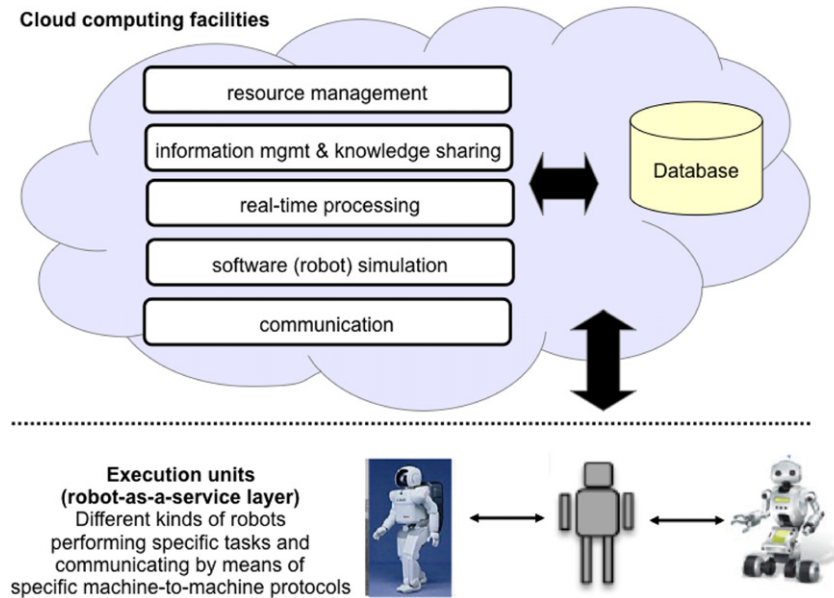 Cloud computing facilities
resource management
information mgmt & knowledge sharing
real-time processing
software (robot) simulation
communication
Database
Execution units
(robot-as-a-service layer)
Different kinds of robots
performing specific tasks and
communicating by means of
specific machine-to-machine protocols